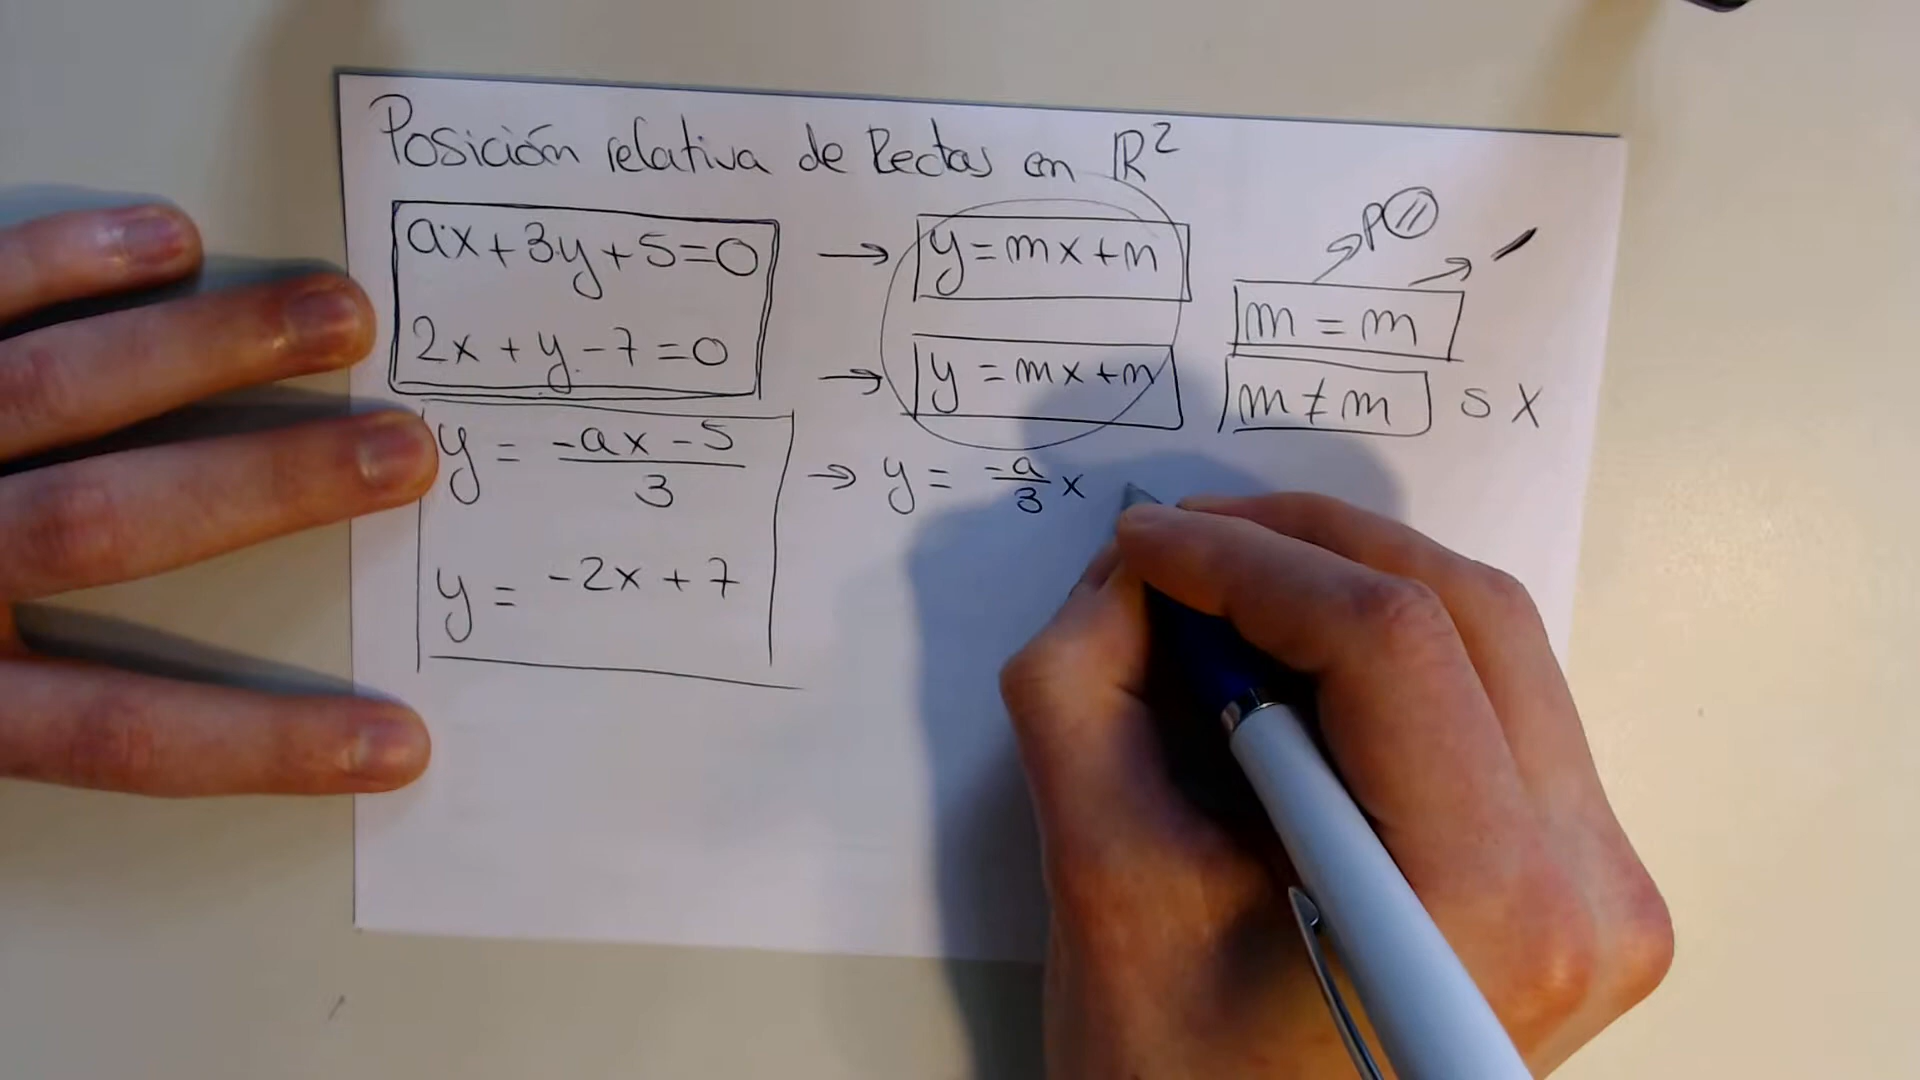 Posición relativa de Rectas en ℝ²
ax+3y+5=0 → y=mx+n
2x+y-7=0 → y=mx+n
P //
m = m
m ≠ m S X
y = (-ax-5)/3 → y = -a/3 x
y = -2x+7